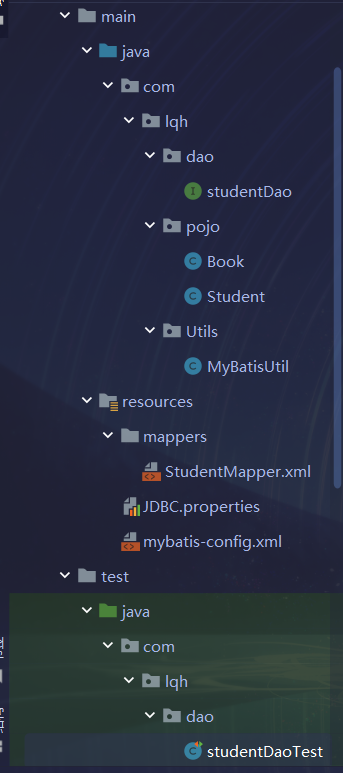 main
java
com
lqh
dao
studentDao
pojo
Book
Student
Utils
MyBatisUtil
resources
mappers
StudentMapper.xml
JDBC.properties
mybatis-config.xml
test
java
com
lqh
dao
studentDaoTest